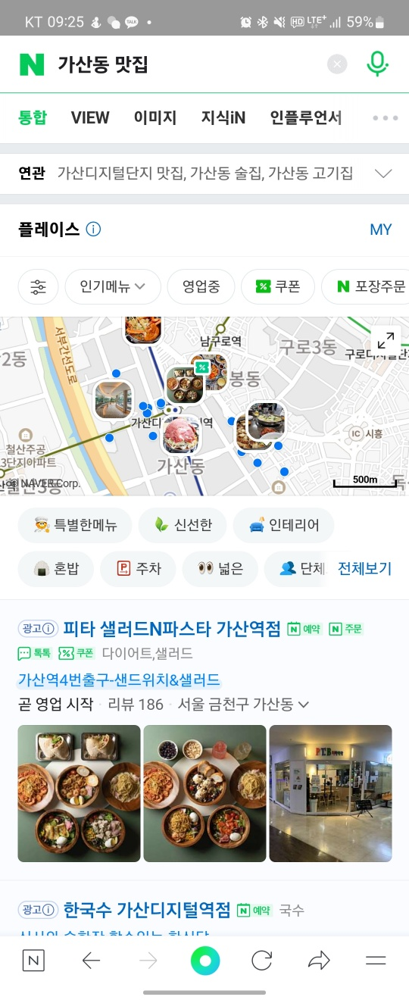 KT 09:25 TALK HD LTE+ 59%
N 가산동 맛집
통합 VIEW 이미지 지식iN 인플루언서
연관 가산디지털단지 맛집, 가산동 술집, 가산동 고기집
플레이스 MY
인기메뉴 영업중 쿠폰 N 포장주문
서부간선도로
남구로역
구로3동
2동
봉동
가산디
역
철산주공
3단지아파트
가산동
IC 시흥
© NAVER Corp.
500m
특별한메뉴 신선한 인테리어
혼밥 P 주차 넓은 단체 전체보기
광고 피타 샐러드N파스타 가산역점 N 예약 N 주문
톡톡 쿠폰 다이어트,샐러드
가산역4번출구-샌드위치&샐러드
곧 영업 시작 · 리뷰 186 · 서울 금천구 가산동
광고 한국수 가산디지털역점 N 예약 국수
N